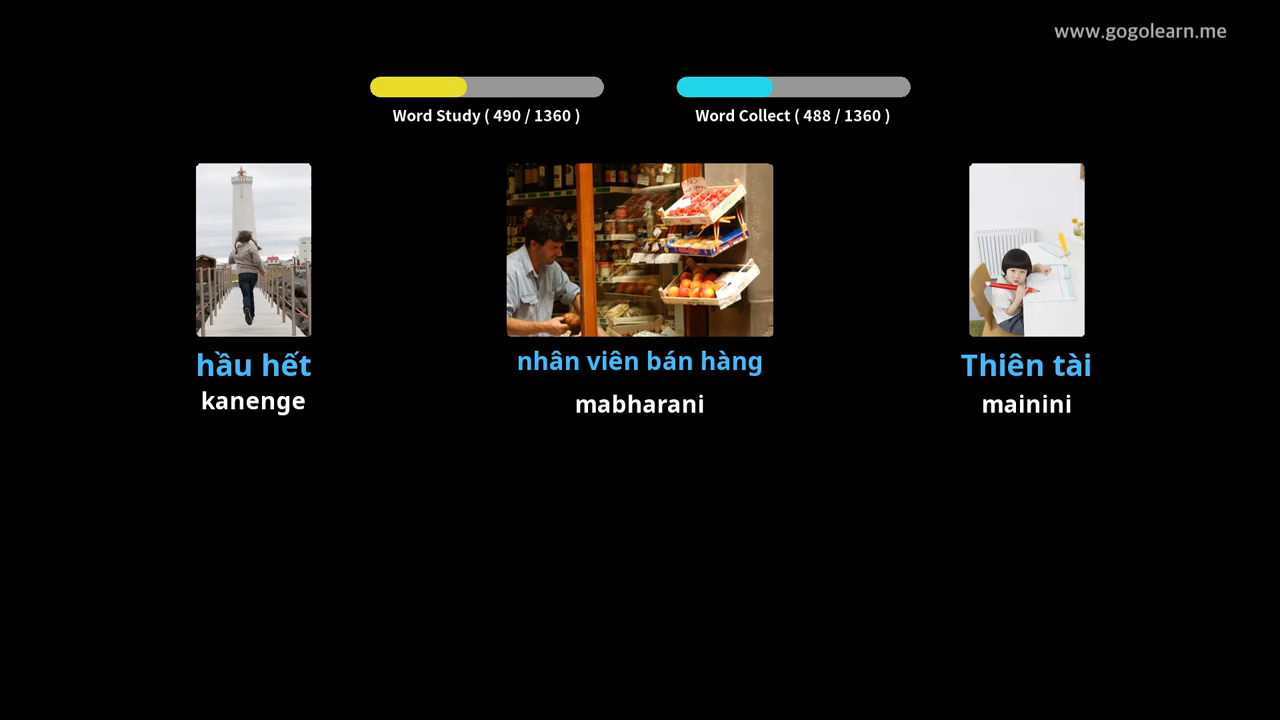 www.gogolearn.me
Word Study ( 490 / 1360 )
Word Collect ( 488 / 1360 )
hầu hết
kanenge
nhân viên bán hàng
mabharani
Thiên tài
mainini